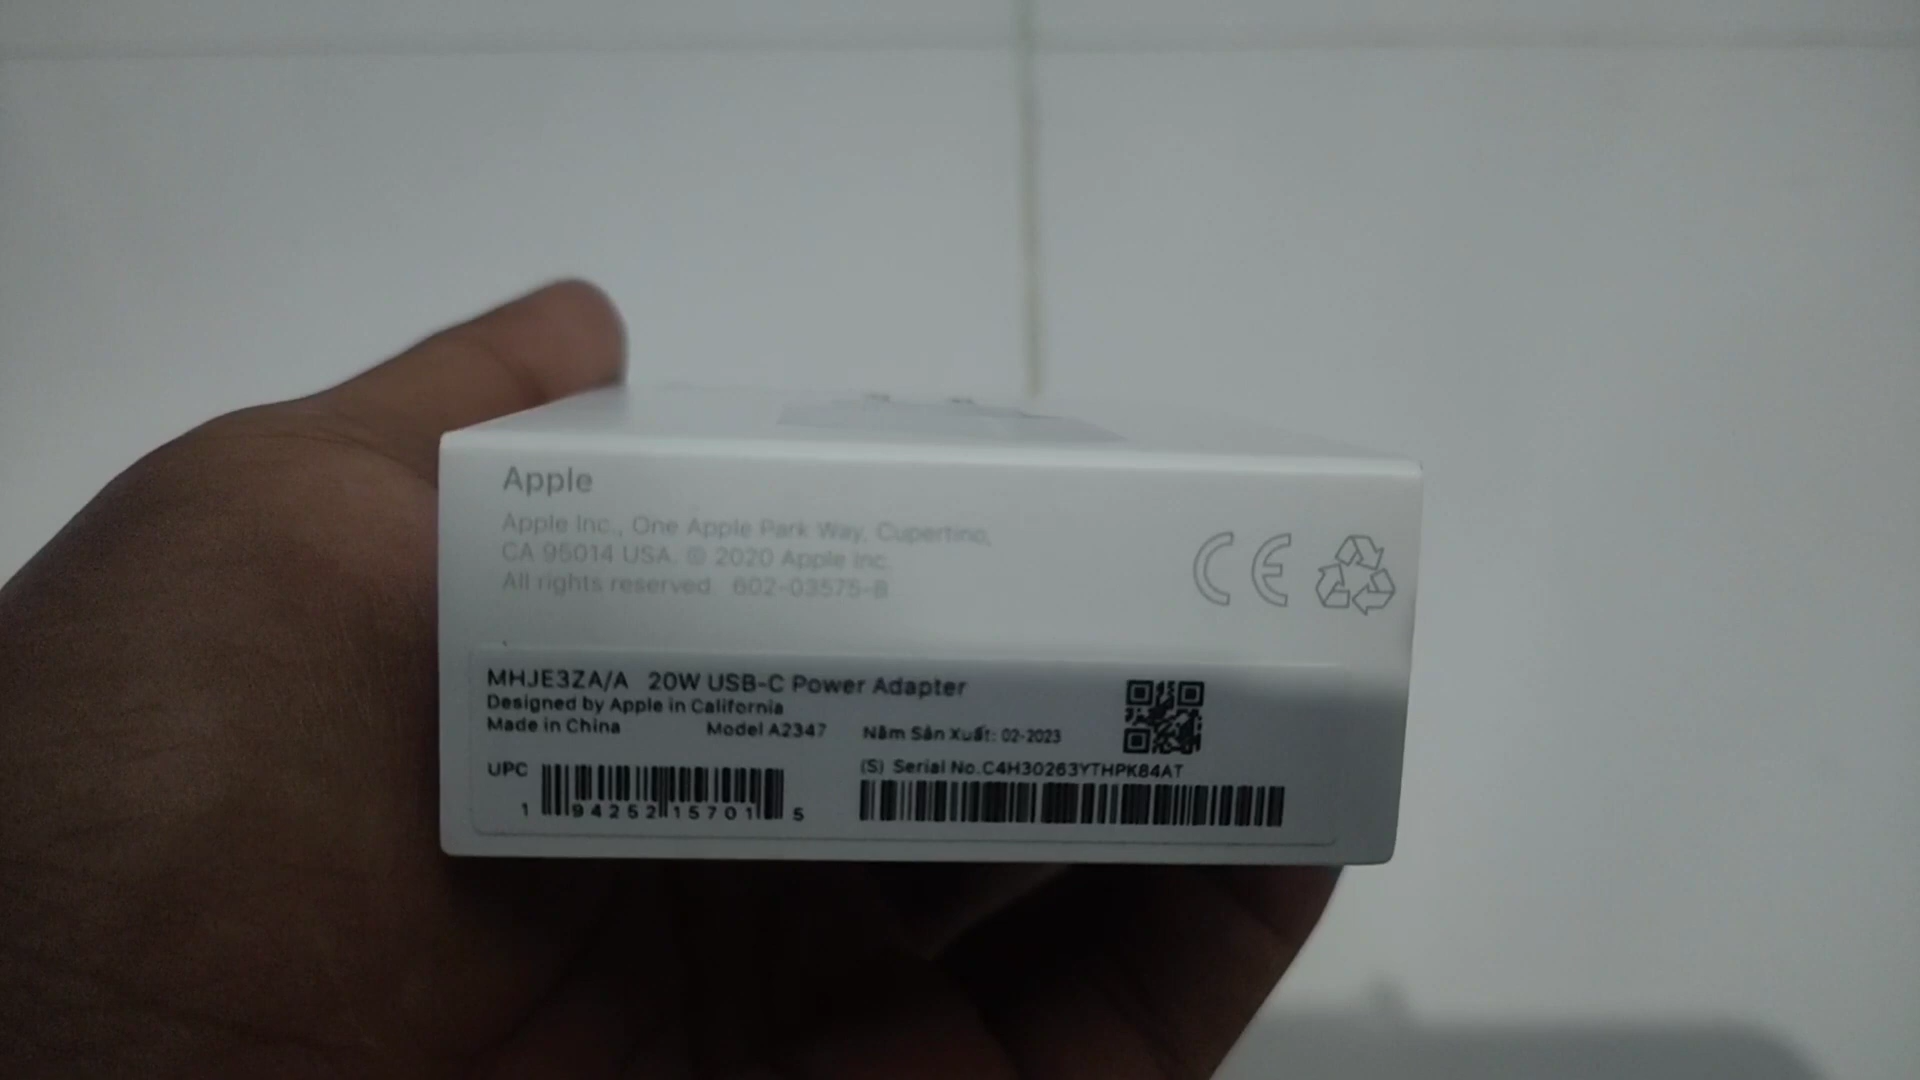 Apple
Apple Inc., One Apple Park Way, Cupertino,
CA 95014 USA. © 2020 Apple Inc.
All rights reserved. 602-03575-B
CE
MHJE3ZA/A 20W USB-C Power Adapter
Designed by Apple in California
Made in China Model A2347 Năm Sản Xuất: 02-2023
UPC (S) Serial No.C4H30263YTHPK84AT
1 94252 15701 5